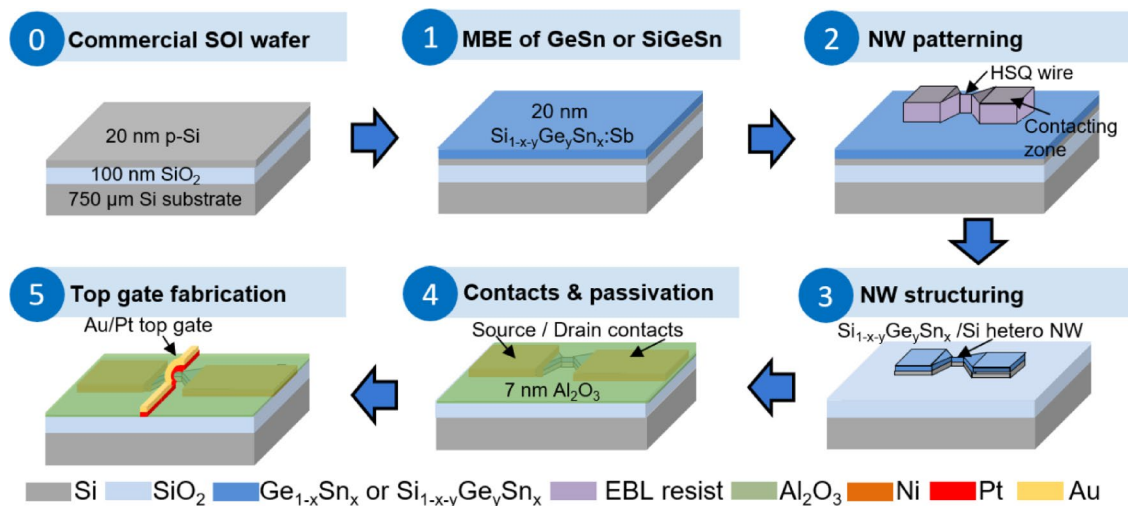 0 Commercial SOI wafer
20 nm p-Si
100 nm SiO₂
750 µm Si substrate
1 MBE of GeSn or SiGeSn
20 nm
Si₁₋ₓ₋ᵧGeᵧSnₓ:Sb
2 NW patterning
HSQ wire
Contacting
zone
5 Top gate fabrication
Au/Pt top gate
4 Contacts & passivation
Source / Drain contacts
7 nm Al₂O₃
3 NW structuring
Si₁₋ₓ₋ᵧGeᵧSnₓ /Si hetero NW
Si SiO₂ Ge₁₋ₓSnₓ or Si₁₋ₓ₋ᵧGeᵧSnₓ EBL resist Al₂O₃ Ni Pt Au